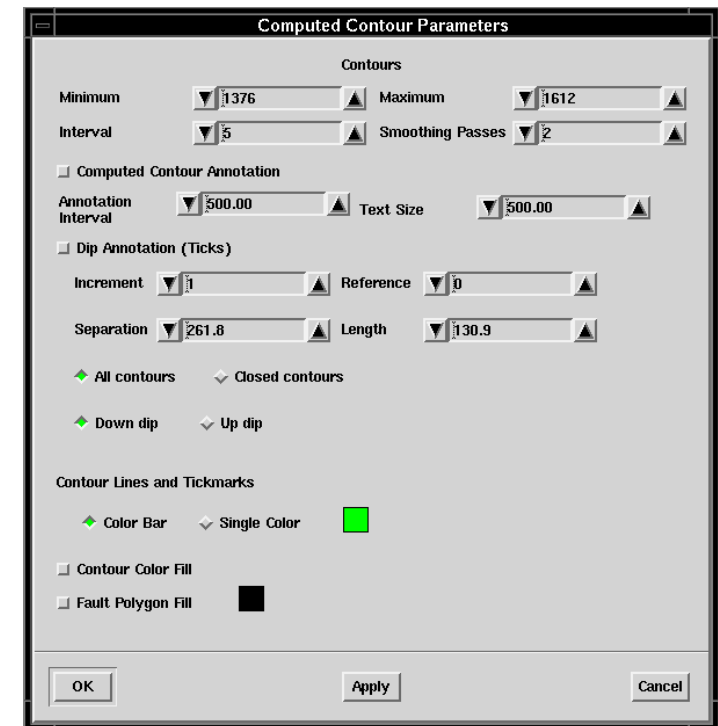 Computed Contour Parameters
Contours
Minimum 1376 Maximum 1612
Interval 5 Smoothing Passes 2
Computed Contour Annotation
Annotation Interval 500.00 Text Size 500.00
Dip Annotation (Ticks)
Increment 1 Reference 0
Separation 261.8 Length 130.9
All contours Closed contours
Down dip Up dip
Contour Lines and Tickmarks
Color Bar Single Color
Contour Color Fill
Fault Polygon Fill
OK Apply Cancel